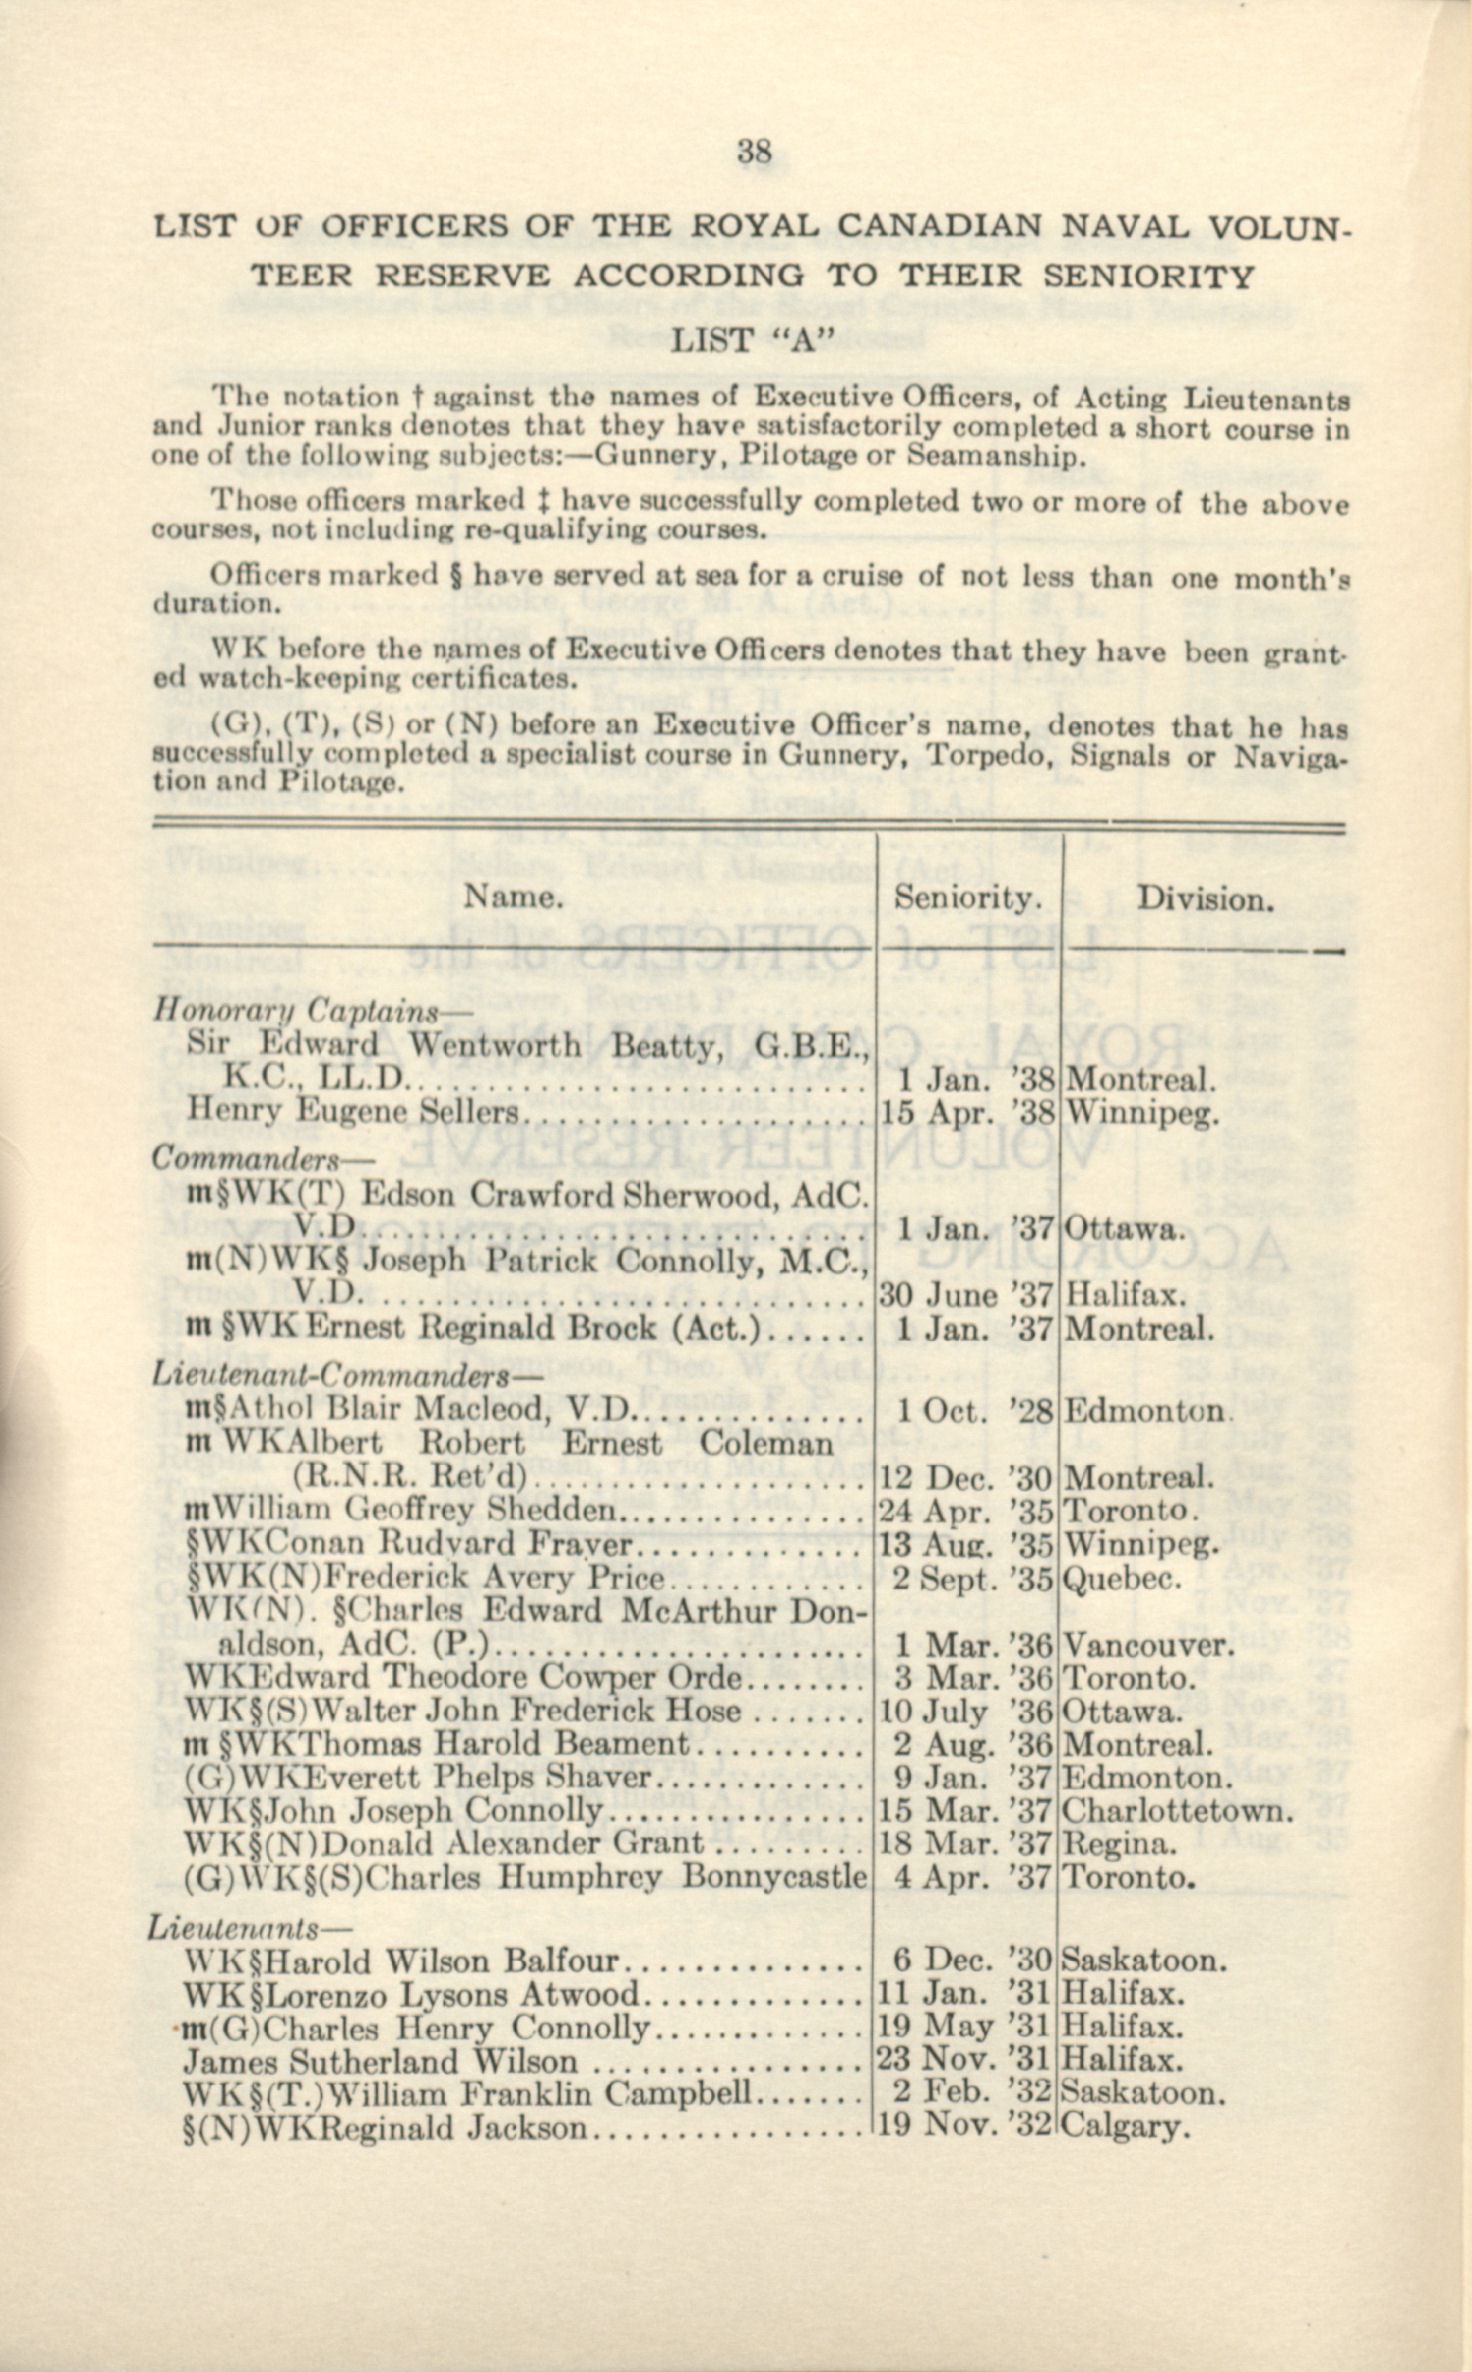 38
LIST OF OFFICERS OF THE ROYAL CANADIAN NAVAL VOLUN-
TEER RESERVE ACCORDING TO THEIR SENIORITY
LIST “A”
The notation † against the names of Executive Officers, of Acting Lieutenants
and Junior ranks denotes that they have satisfactorily completed a short course in
one of the following subjects:—Gunnery, Pilotage or Seamanship.
Those officers marked ‡ have successfully completed two or more of the above
courses, not including re-qualifying courses.
Officers marked § have served at sea for a cruise of not less than one month's
duration.
WK before the names of Executive Officers denotes that they have been grant-
ed watch-keeping certificates.
(G), (T), (S) or (N) before an Executive Officer's name, denotes that he has
successfully completed a specialist course in Gunnery, Torpedo, Signals or Naviga-
tion and Pilotage.
Name. Seniority. Division.
Honorary Captains—
Sir Edward Wentworth Beatty, G.B.E.,
K.C., LL.D. 1 Jan. ’38 Montreal.
Henry Eugene Sellers. 15 Apr. ’38 Winnipeg.
Commanders—
m§WK(T) Edson Crawford Sherwood, AdC.
V.D. 1 Jan. ’37 Ottawa.
m(N)WK§ Joseph Patrick Connolly, M.C.,
V.D. 30 June ’37 Halifax.
m §WK Ernest Reginald Brock (Act.) 1 Jan. ’37 Montreal.
Lieutenant-Commanders—
m§Athol Blair Macleod, V.D. 1 Oct. ’28 Edmonton.
m WKAlbert Robert Ernest Coleman
(R.N.R. Ret’d) 12 Dec. ’30 Montreal.
mWilliam Geoffrey Shedden. 24 Apr. ’35 Toronto.
§WKConan Rudyard Frayer. 13 Aug. ’35 Winnipeg.
§WK(N)Frederick Avery Price. 2 Sept. ’35 Quebec.
WK(N). §Charles Edward McArthur Don-
aldson, AdC. (P.) 1 Mar. ’36 Vancouver.
WKEdward Theodore Cowper Orde. 3 Mar. ’36 Toronto.
WK§(S)Walter John Frederick Hose 10 July ’36 Ottawa.
m §WKThomas Harold Beament. 2 Aug. ’36 Montreal.
(G)WKEverett Phelps Shaver. 9 Jan. ’37 Edmonton.
WK§John Joseph Connolly. 15 Mar. ’37 Charlottetown.
WK§(N)Donald Alexander Grant 18 Mar. ’37 Regina.
(G)WK§(S)Charles Humphrey Bonnycastle 4 Apr. ’37 Toronto.
Lieutenants—
WK§Harold Wilson Balfour. 6 Dec. ’30 Saskatoon.
WK§Lorenzo Lysons Atwood. 11 Jan. ’31 Halifax.
m(G)Charles Henry Connolly. 19 May ’31 Halifax.
James Sutherland Wilson 23 Nov. ’31 Halifax.
WK§(T.)William Franklin Campbell. 2 Feb. ’32 Saskatoon.
§(N)WKReginald Jackson. 19 Nov. ’32 Calgary.